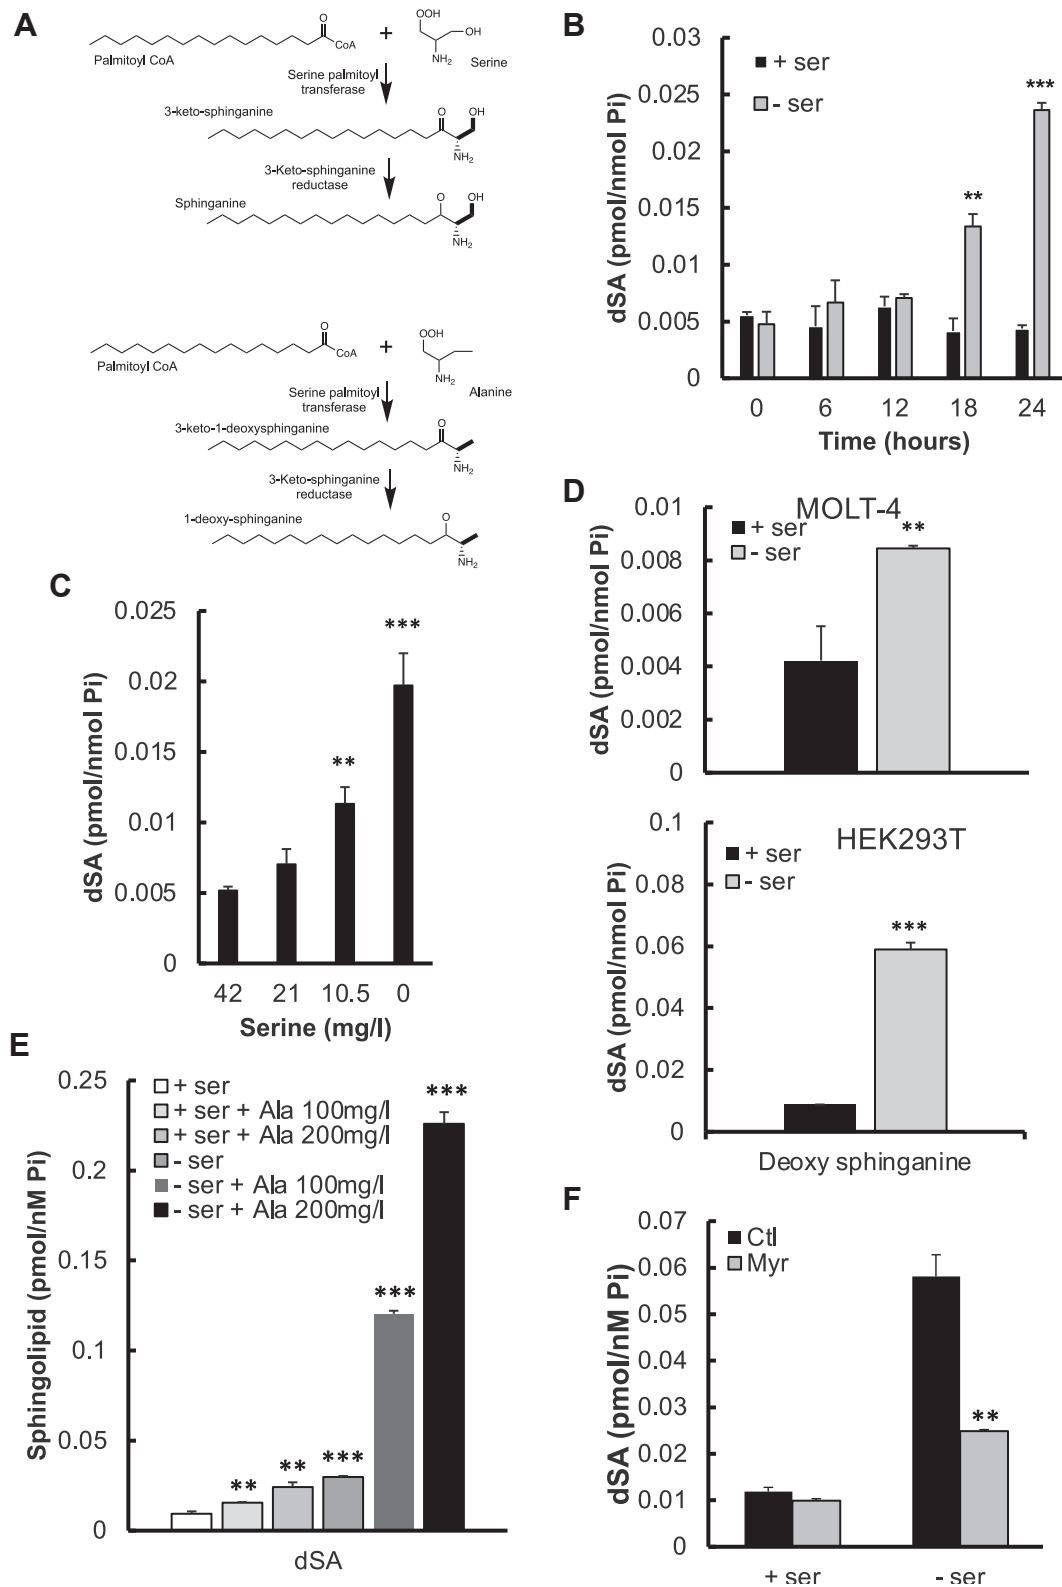 A
O
OOH
+
OH
CoA
Palmitoyl CoA
NH2
Serine
Serine palmitoyl
transferase
3-keto-sphinganine
O
OH
NH2
3-Keto-sphinganine
reductase
Sphinganine
O
OH
NH2
O
OOH
+
CoA
Palmitoyl CoA
NH2
Alanine
Serine palmitoyl
transferase
3-keto-1-deoxysphinganine
O
NH2
3-Keto-sphinganine
reductase
1-deoxy-sphinganine
O
NH2
B
dSA (pmol/nmol Pi)
0.03
0.025
0.02
0.015
0.01
0.005
0
+ ser
- ser
**
***
0 6 12 18 24
Time (hours)
C
dSA (pmol/nmol Pi)
0.025
0.02
0.015
0.01
0.005
0
**
***
42 21 10.5 0
Serine (mg/l)
D
MOLT-4
dSA (pmol/nmol Pi)
0.01
0.008
0.006
0.004
0.002
0
+ ser
- ser
**
HEK293T
dSA (pmol/nmol Pi)
0.1
0.08
0.06
0.04
0.02
0
+ ser
- ser
***
Deoxy sphinganine
E
Sphingolipid (pmol/nM Pi)
0.25
0.2
0.15
0.1
0.05
0
+ ser
+ ser + Ala 100mg/l
+ ser + Ala 200mg/l
- ser
- ser + Ala 100mg/l
- ser + Ala 200mg/l
**
**
***
***
***
dSA
F
dSA (pmol/nM Pi)
0.07
0.06
0.05
0.04
0.03
0.02
0.01
0
Ctl
Myr
**
+ ser - ser